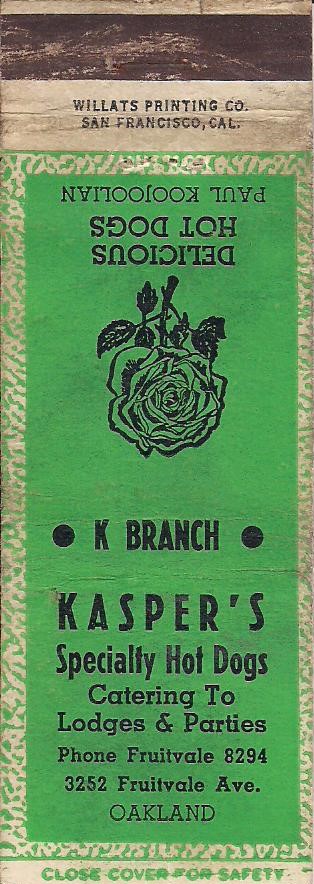 WILLATS PRINTING CO.
SAN FRANCISCO, CAL.
DELICIOUS
HOT DOGS
PAUL KOOJOOLIAN
K BRANCH
KASPER'S
Specialty Hot Dogs
Catering To
Lodges & Parties
Phone Fruitvale 8294
3252 Fruitvale Ave.
OAKLAND
CLOSE COVER FOR SAFETY